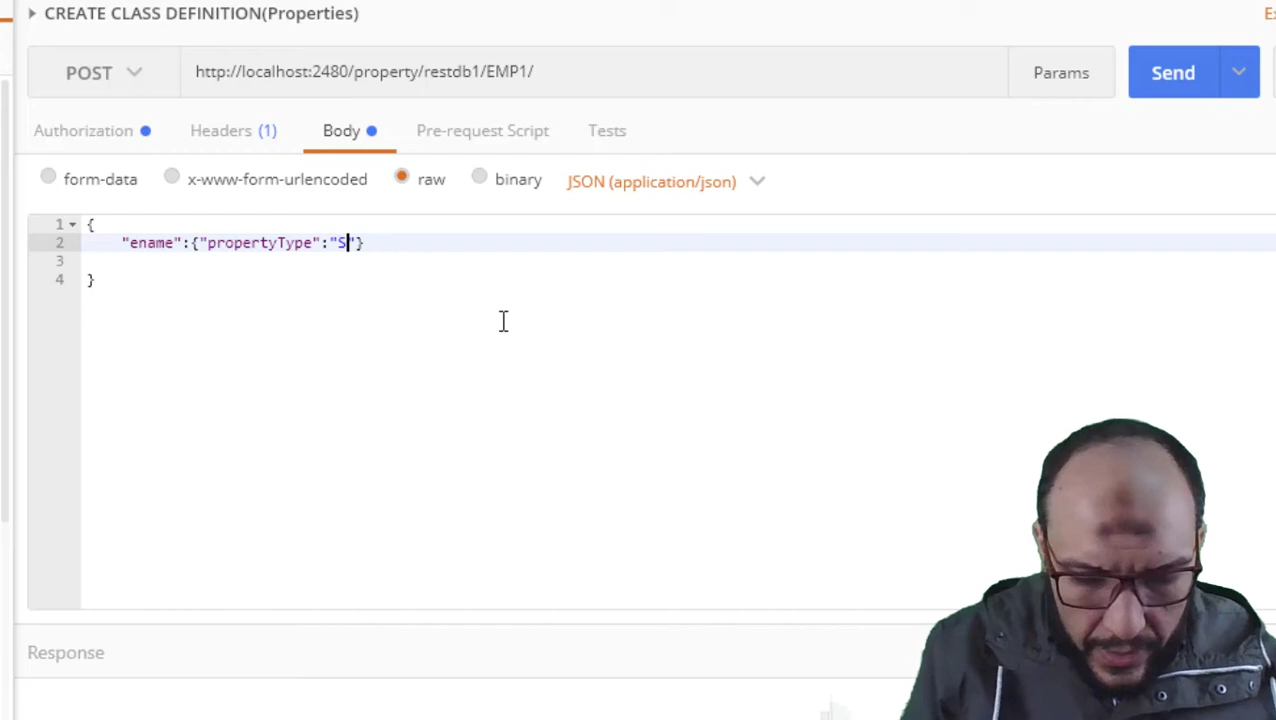 CREATE CLASS DEFINITION(Properties)
Ex
POST http://localhost:2480/property/restdb1/EMP1/ Params Send
Authorization Headers (1) Body Pre-request Script Tests
form-data x-www-form-urlencoded raw binary JSON (application/json)
1 {
2 "ename":{"propertyType":"S"}
3
4 }
Response